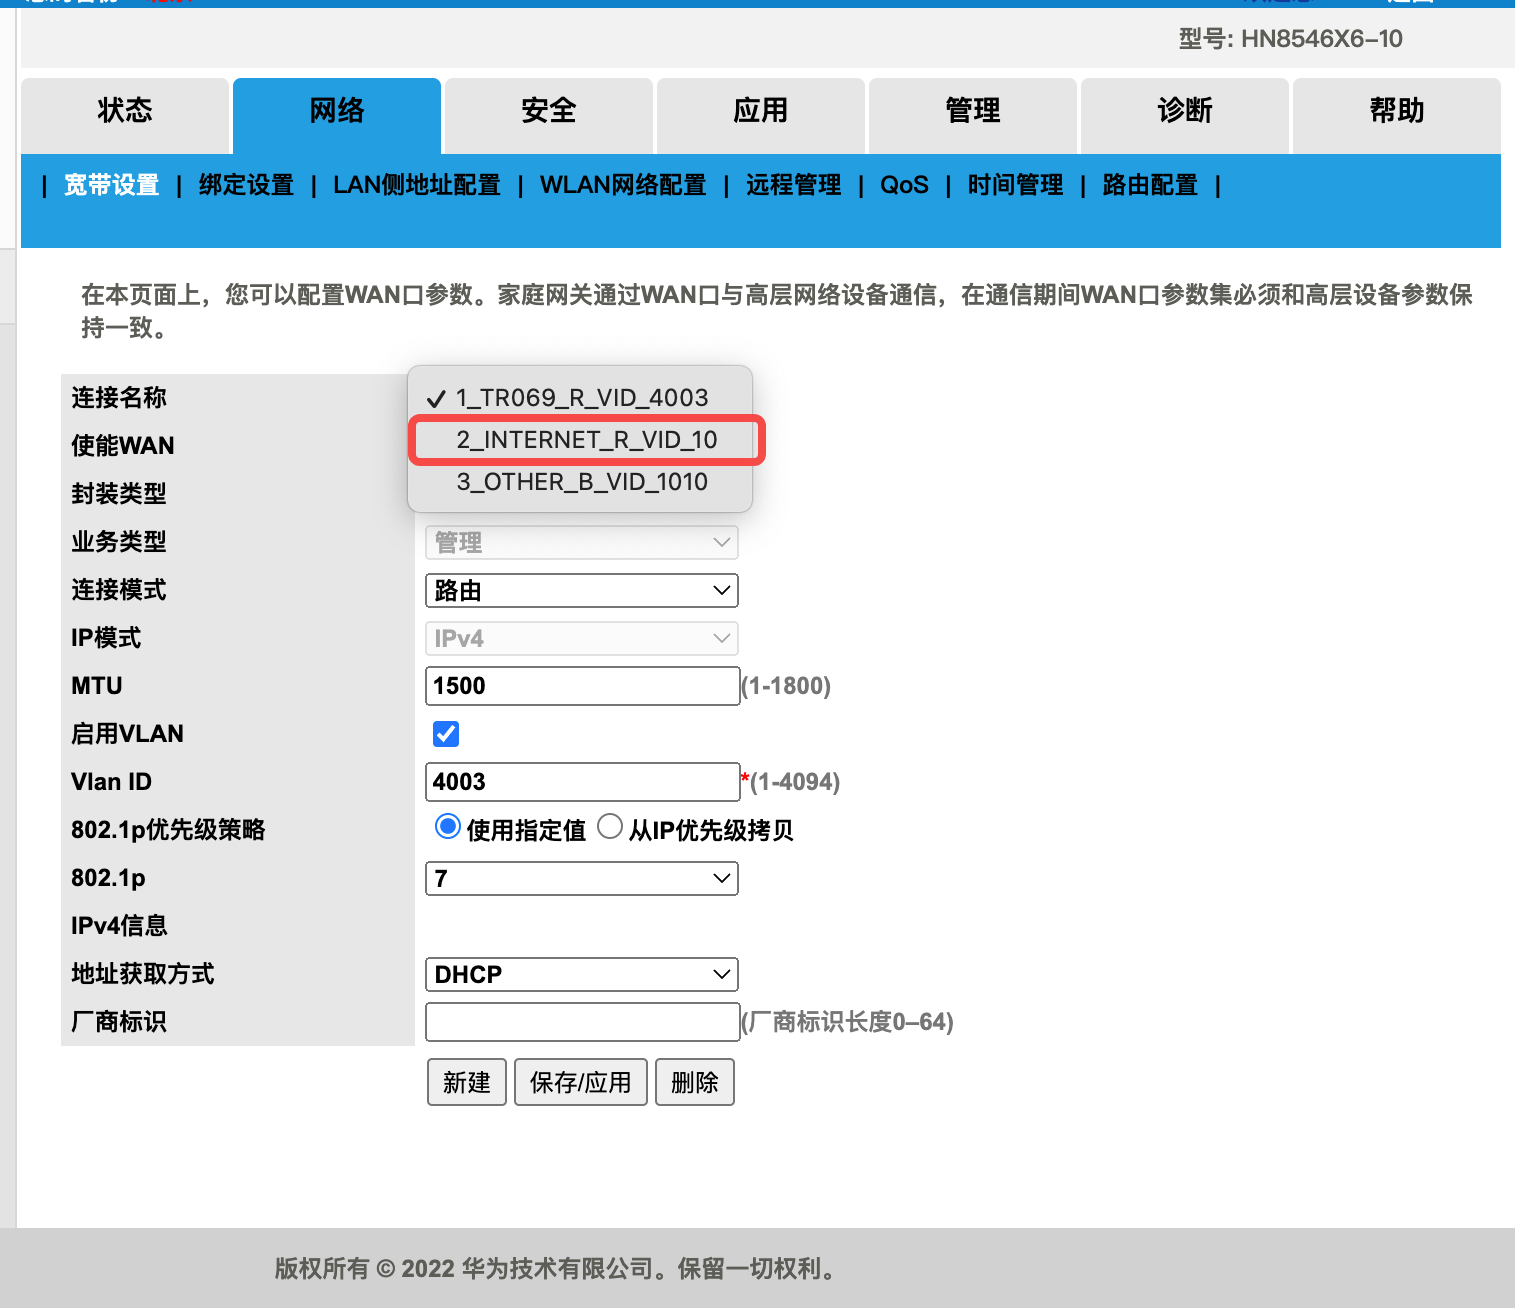 型号: HN8546X6-10
状态 网络 安全 应用 管理 诊断 帮助
| 宽带设置 | 绑定设置 | LAN侧地址配置 | WLAN网络配置 | 远程管理 | QoS | 时间管理 | 路由配置 |
在本页面上，您可以配置WAN口参数。家庭网关通过WAN口与高层网络设备通信，在通信期间WAN口参数集必须和高层设备参数保
持一致。
连接名称 ✓ 1_TR069_R_VID_4003
使能WAN 2_INTERNET_R_VID_10
封装类型 3_OTHER_B_VID_1010
业务类型 管理
连接模式 路由
IP模式 IPv4
MTU 1500 (1-1800)
启用VLAN
Vlan ID 4003 *(1-4094)
802.1p优先级策略 使用指定值 从IP优先级拷贝
802.1p 7
IPv4信息
地址获取方式 DHCP
厂商标识 (厂商标识长度0–64)
新建 保存/应用 删除
版权所有 © 2022 华为技术有限公司。保留一切权利。